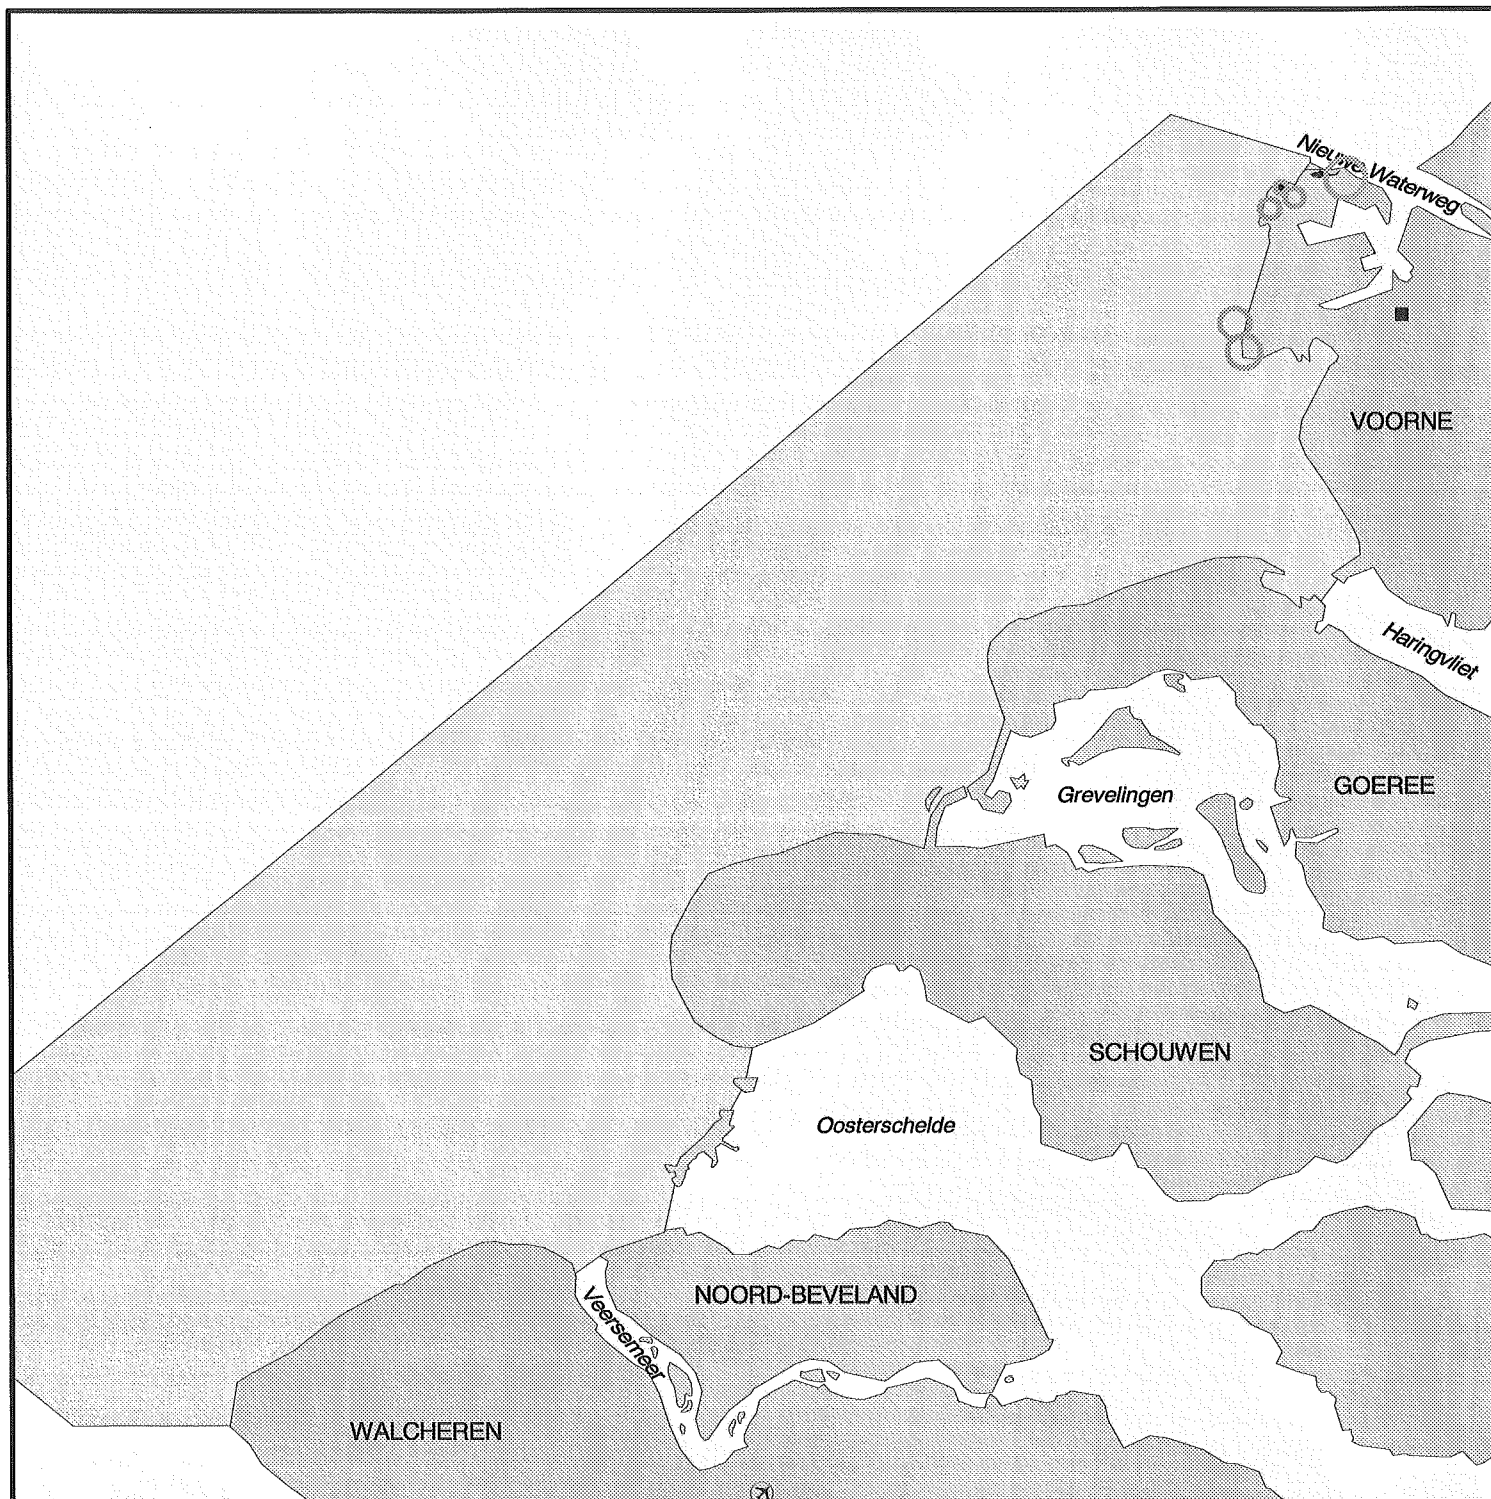 Nieuwe Waterweg
VOORNE
Haringvliet
GOEREE
Grevelingen
SCHOUWEN
Oosterschelde
NOORD-BEVELAND
Veersemeer
WALCHEREN